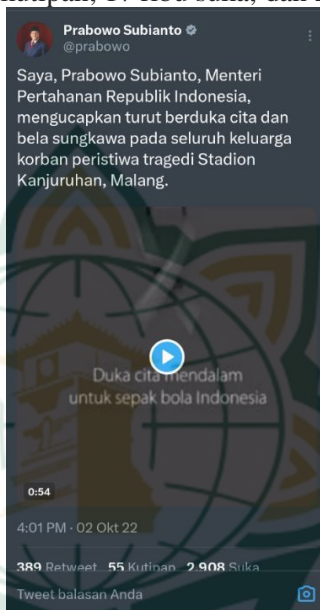 Prabowo Subianto
@prabowo
Saya, Prabowo Subianto, Menteri
Pertahanan Republik Indonesia,
mengucapkan turut berduka cita dan
bela sungkawa pada seluruh keluarga
korban peristiwa tragedi Stadion
Kanjuruhan, Malang.
Duka cita mendalam
untuk sepak bola Indonesia
0:54
4:01 PM · 02 Okt 22
389 Retweet 55 Kutipan 2.908 Suka
Tweet balasan Anda